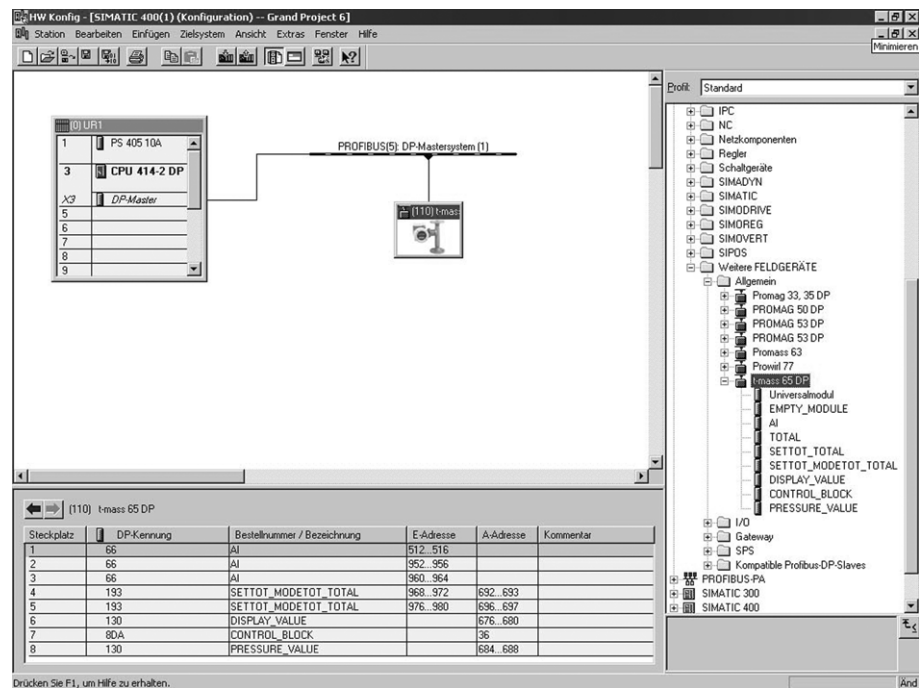 HW Konfig - [SIMATIC 400(1) (Konfiguration) -- Grand Project 6]
Station Bearbeiten Einfügen Zielsystem Ansicht Extras Fenster Hilfe
Minimieren
(0) UR1
1 PS 405 10A
3 CPU 414-2 DP
X3 DP-Master
5
6
7
8
9
PROFIBUS(5): DP-Mastersystem (1)
(110) t-mass
Profil: Standard
IPC
NC
Netzkomponenten
Regler
Schaltgeräte
SIMADYN
SIMATIC
SIMODRIVE
SIMOREG
SIMOVERT
SIPOS
Weitere FELDGERÄTE
Allgemein
Promag 33, 35 DP
PROMAG 50 DP
PROMAG 53 DP
PROMAG 53 DP
Promass 63
Prowirl 77
t-mass 65 DP
Universalmodul
EMPTY_MODULE
AI
TOTAL
SETTOT_TOTAL
SETTOT_MODETOT_TOTAL
DISPLAY_VALUE
CONTROL_BLOCK
PRESSURE_VALUE
I/O
Gateway
SPS
Kompatible Profibus-DP-Slaves
PROFIBUS-PA
SIMATIC 300
SIMATIC 400
(110) t-mass 65 DP
Steckplatz DP-Kennung Bestellnummer / Bezeichnung E-Adresse A-Adresse Kommentar
1 66 AI 512...516
2 66 AI 952...956
3 66 AI 960...964
4 193 SETTOT_MODETOT_TOTAL 968...972 692...693
5 193 SETTOT_MODETOT_TOTAL 976...980 696...697
6 130 DISPLAY_VALUE 676...680
7 8DA CONTROL_BLOCK 36
8 130 PRESSURE_VALUE 684...688
Drücken Sie F1, um Hilfe zu erhalten.
Änd